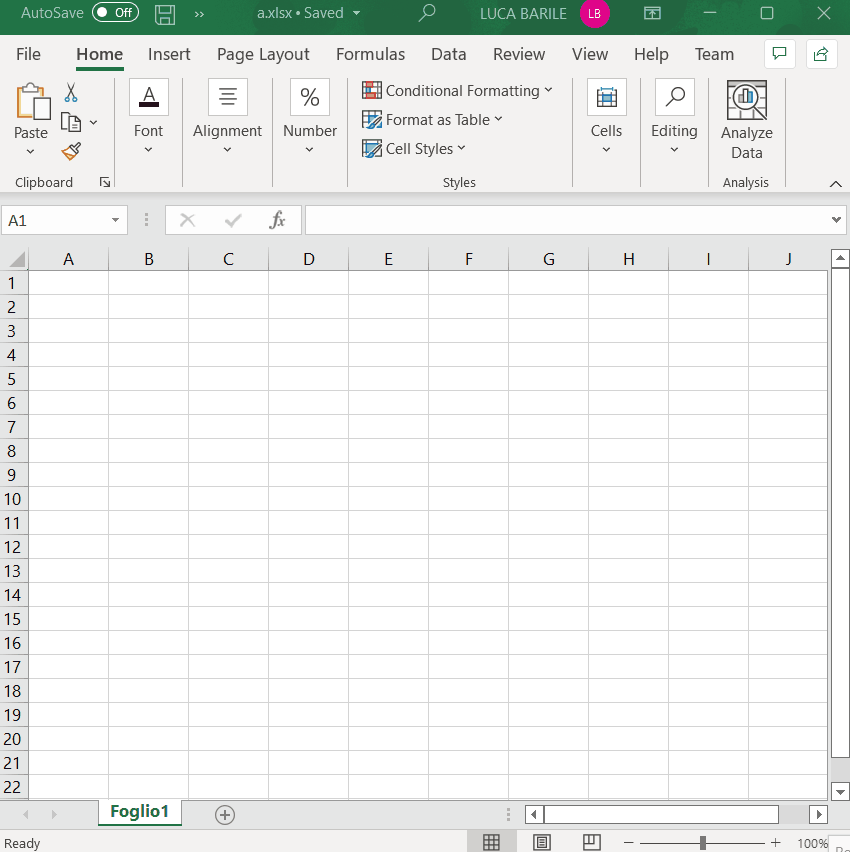 AutoSave Off a.xlsx • Saved LUCA BARILE LB
File Home Insert Page Layout Formulas Data Review View Help Team
Paste Font Alignment Number Conditional Formatting Format as Table Cell Styles Cells Editing Analyze Data
Clipboard Styles Analysis
A1 fx
A B C D E F G H I J
1
2
3
4
5
6
7
8
9
10
11
12
13
14
15
16
17
18
19
20
21
22
Foglio1
Ready 100%